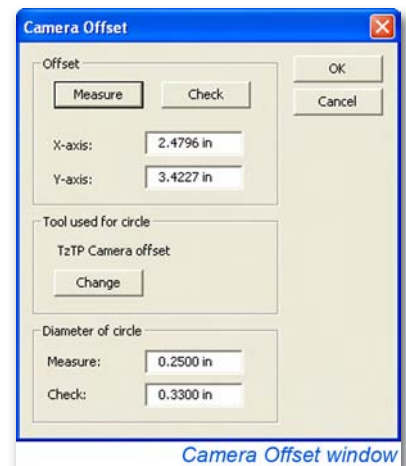 Camera Offset
Offset
OK
Measure Check
Cancel
X-axis: 2.4796 in
Y-axis: 3.4227 in
Tool used for circle
TzTP Camera offset
Change
Diameter of circle
Measure: 0.2500 in
Check: 0.3300 in
Camera Offset window